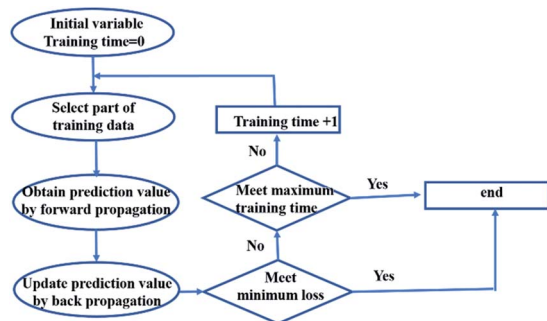 Initial variable
Training time=0
Select part of
training data
Training time +1
No
Obtain prediction value
by forward propagation
Meet maximum
training time
Yes
end
No
Update prediction value
by back propagation
Meet
minimum loss
Yes